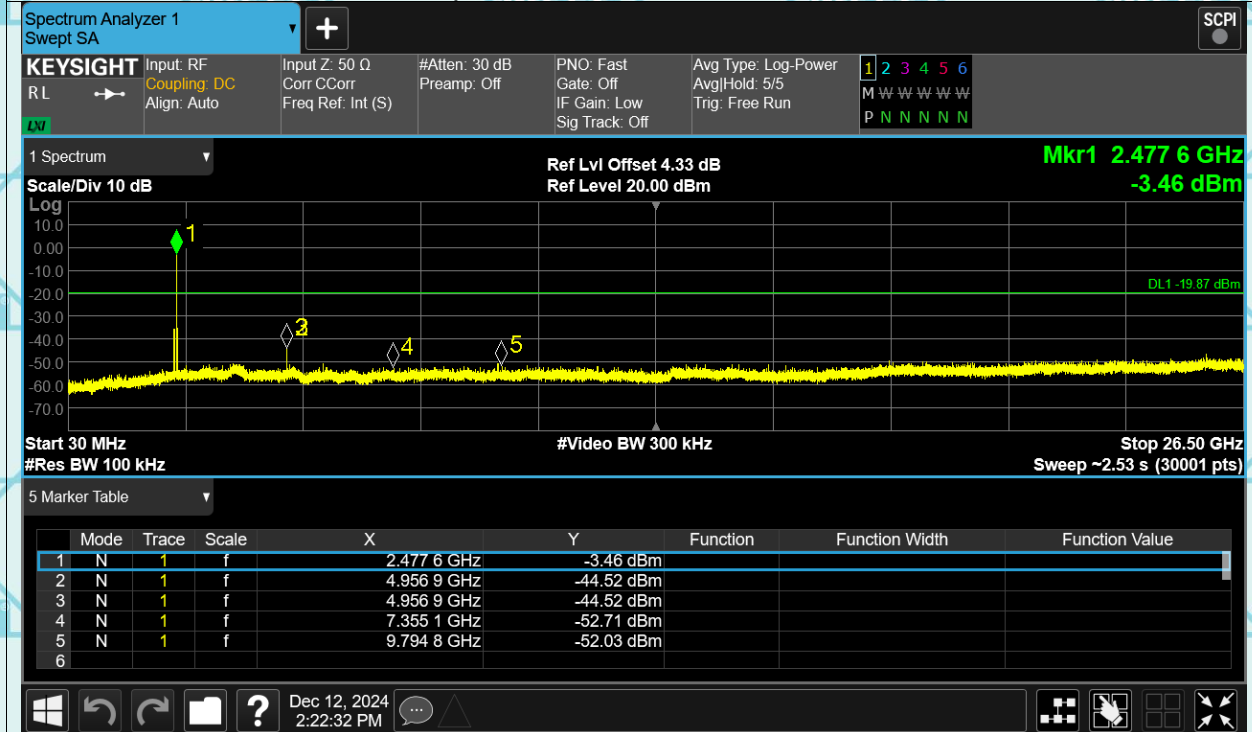 Spectrum Analyzer 1
Swept SA
▼
+
SCPI
KEYSIGHT
RL
LXI
Input: RF
Coupling: DC
Align: Auto
Input Z: 50 Ω
Corr CCorr
Freq Ref: Int (S)
#Atten: 30 dB
Preamp: Off
PNO: Fast
Gate: Off
IF Gain: Low
Sig Track: Off
Avg Type: Log-Power
Avg|Hold: 5/5
Trig: Free Run
1 2 3 4 5 6
M W W W W W
P N N N N N
1 Spectrum ▼
Scale/Div 10 dB
Ref Lvl Offset 4.33 dB
Ref Level 20.00 dBm
Mkr1 2.477 6 GHz
-3.46 dBm
Log
10.0
0.00
-10.0
-20.0
-30.0
-40.0
-50.0
-60.0
-70.0
1
DL1 -19.87 dBm
2
3
4
5
Start 30 MHz
#Video BW 300 kHz
Stop 26.50 GHz
#Res BW 100 kHz
Sweep ~2.53 s (30001 pts)
5 Marker Table ▼
Mode Trace Scale X Y Function Function Width Function Value
1 N 1 f 2.477 6 GHz -3.46 dBm
2 N 1 f 4.956 9 GHz -44.52 dBm
3 N 1 f 4.956 9 GHz -44.52 dBm
4 N 1 f 7.355 1 GHz -52.71 dBm
5 N 1 f 9.794 8 GHz -52.03 dBm
6
?
Dec 12, 2024
2:22:32 PM